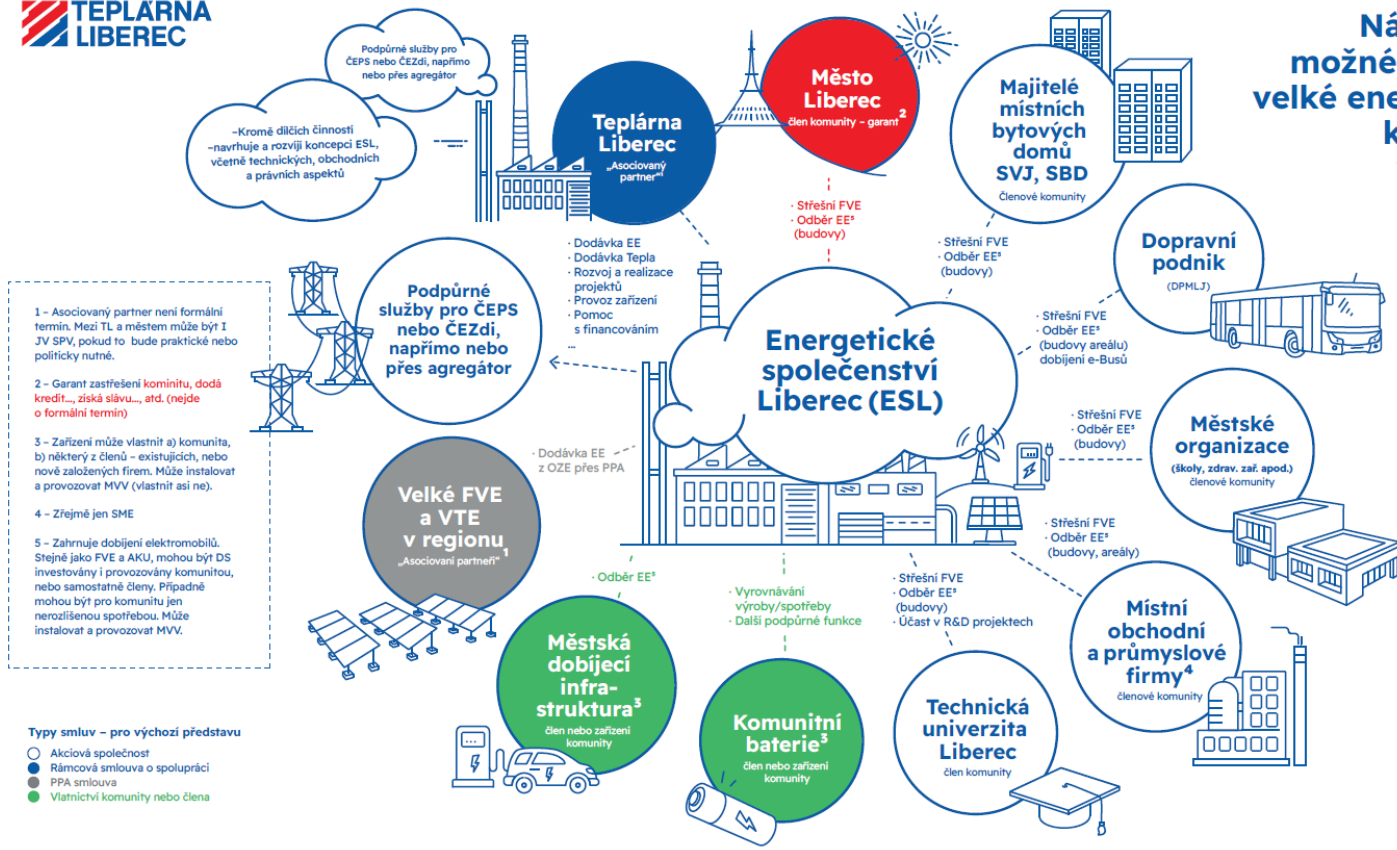 TEPLÁRNA
LIBEREC
Ná
možné
velké ene
k
Podpůrné služby pro
ČEPS nebo ČEZdi, napřímo
nebo přes agregátor
–Kromě dílčích činností
–navrhuje a rozvíjí koncepci ESL,
včetně technických, obchodních
a právních aspektů
Teplárna
Liberec
„Asociovaný
partner“¹
Město
Liberec
člen komunity – garant²
Majitelé
místních
bytových
domů
SVJ, SBD
Členové komunity
Dopravní
podnik
(DPMLJ)
· Střešní FVE
· Odběr EE⁵
(budovy)
· Střešní FVE
· Odběr EE⁵
(budovy)
· Dodávka EE
· Dodávka Tepla
· Rozvoj a realizace
projektů
· Provoz zařízení
· Pomoc
s financováním
...
Podpůrné
služby pro ČEPS
nebo ČEZdi,
napřímo nebo
přes agregátor
Energetické
společenství
Liberec (ESL)
· Střešní FVE
· Odběr EE⁵
(budovy areálu)
dobíjení e-Busů
1 – Asociovaný partner není formální
termín. Mezi TL a městem může být I
JV SPV, pokud to bude praktické nebo
politicky nutné.
2 – Garant zastřešení kominitu, dodá
kredit..., získá slávu..., atd. (nejde
o formální termín)
3 – Zařízení může vlastnit a) komunita,
b) některý z členů – existujících, nebo
nově založených firem. Může instalovat
a provozovat MVV (vlastnit asi ne).
4 – Zřejmě jen SME
5 – Zahrnuje dobíjení elektromobilů.
Stejně jako FVE a AKU, mohou být DS
investovány i provozovány komunitou,
nebo samostatně členy. Případně
mohou být pro komunitu jen
nerozlišenou spotřebou. Může
instalovat a provozovat MVV.
· Střešní FVE
· Odběr EE⁵
(budovy)
Městské
organizace
(školy, zdrav. zař. apod.)
členové komunity
· Dodávka EE
z OZE přes PPA
Velké FVE
a VTE
v regionu¹
„Asociovaní partneři“
· Střešní FVE
· Odběr EE⁵
(budovy, areály)
· Odběr EE⁵
· Vyrovnávání
výroby/spotřeby
· Další podpůrné funkce
· Střešní FVE
· Odběr EE⁵
(budovy)
· Účast v R&D projektech
Místní
obchodní
a průmyslové
firmy⁴
členové komunity
Městská
dobíjecí
infra-
struktura³
člen nebo zařízení
komunity
Komunitní
baterie³
člen nebo zařízení
komunity
Technická
univerzita
Liberec
člen komunity
Typy smluv – pro výchozí představu
Akciová společnost
Rámcová smlouva o spolupráci
PPA smlouva
Vlatnictví komunity nebo člena